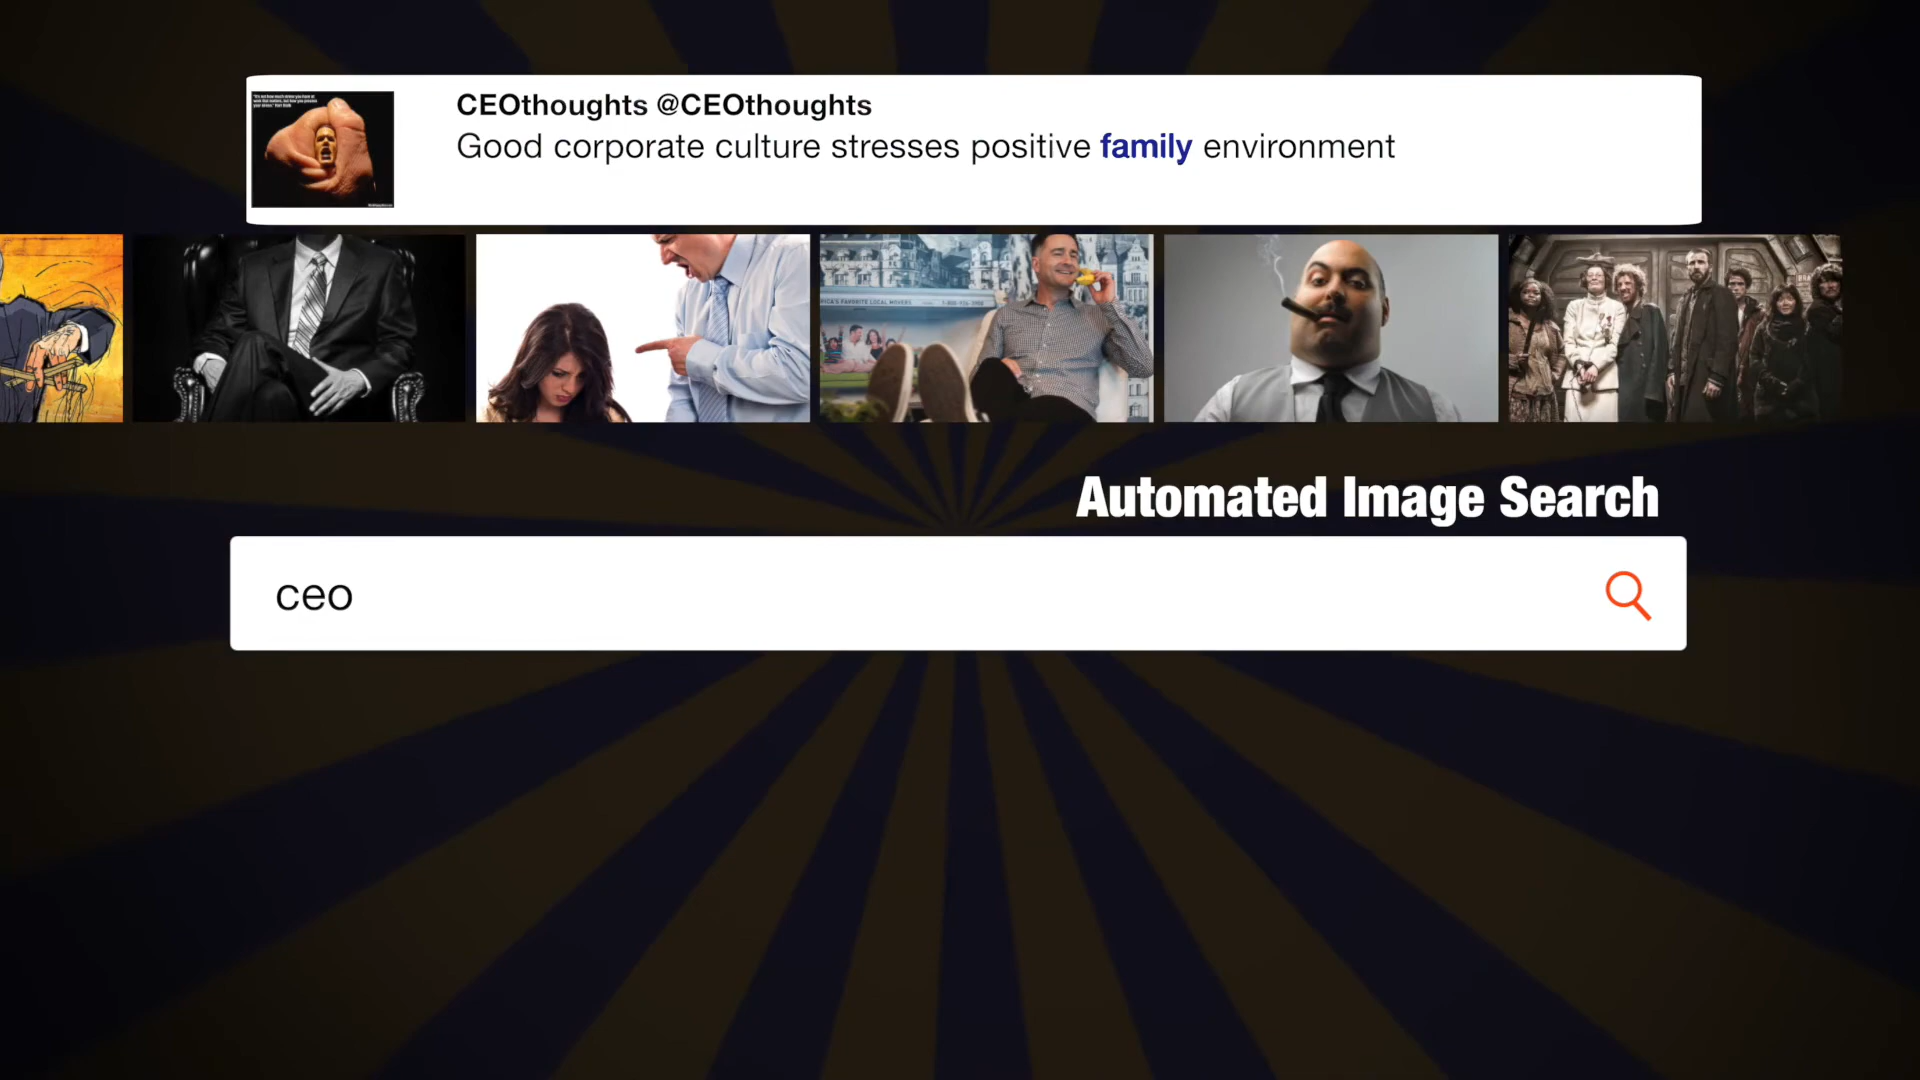 CEOthoughts @CEOthoughts
Good corporate culture stresses positive family environment
Automated Image Search
ceo